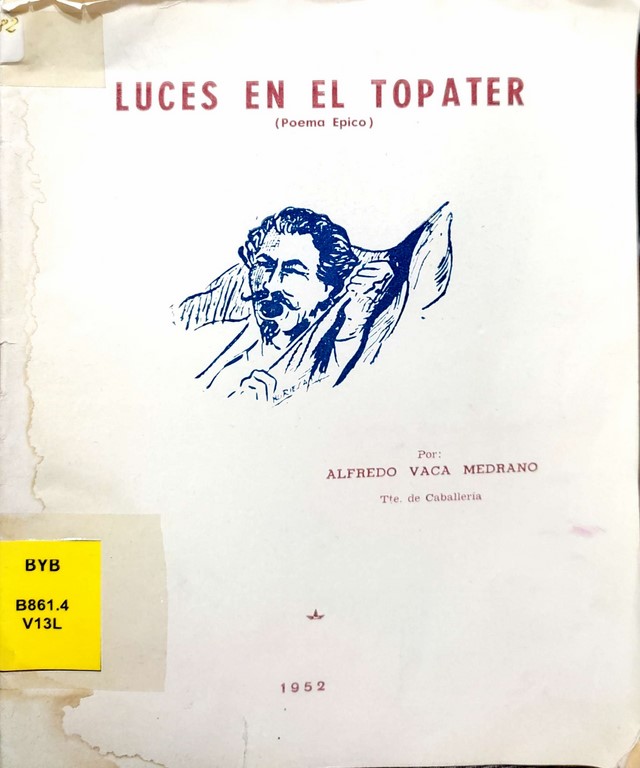 LUCES EN EL TOPATER
(Poema Epico)
Por:
ALFREDO VACA MEDRANO
Tte. de Caballería
1952
BYB
B861.4
V13L